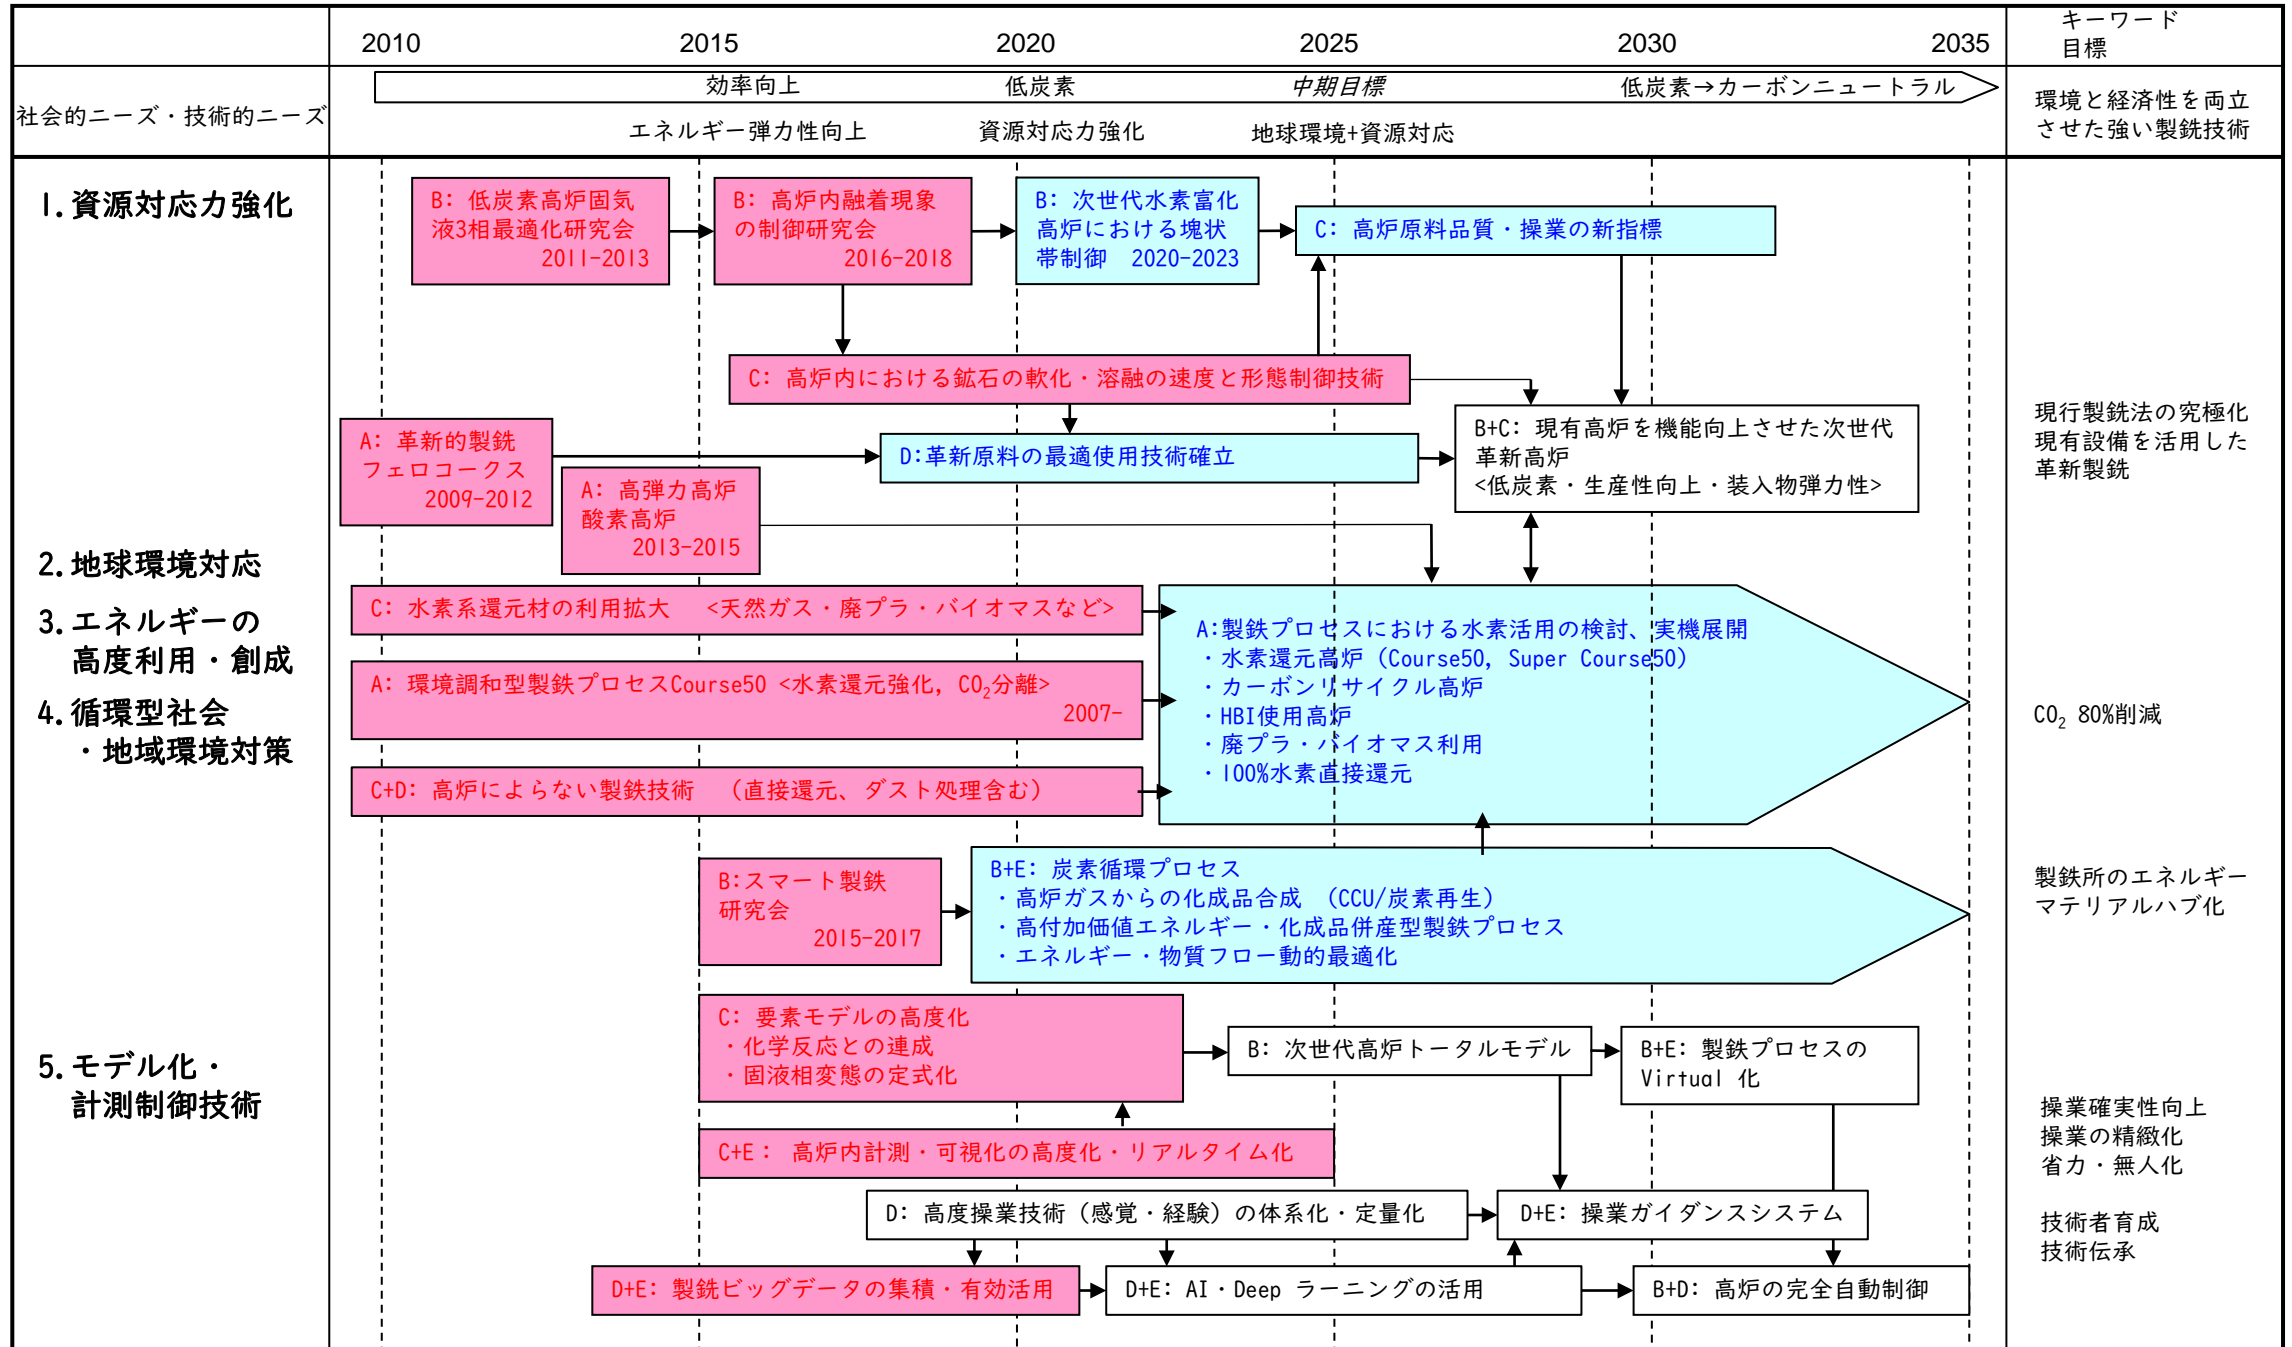 2010 2015 2020 2025 2030 2035
キーワード
目標
社会的ニーズ・技術的ニーズ
効率向上 低炭素 中期目標 低炭素→カーボンニュートラル
エネルギー弾力性向上 資源対応力強化 地球環境+資源対応
環境と経済性を両立
させた強い製銑技術
1.資源対応力強化
B: 低炭素高炉固気
液3相最適化研究会
2011-2013
B: 高炉内融着現象
の制御研究会
2016-2018
B: 次世代水素富化
高炉における塊状
帯制御 2020-2023
C: 高炉原料品質・操業の新指標
C: 高炉内における鉱石の軟化・溶融の速度と形態制御技術
A: 革新的製銑
フェロコークス
2009-2012
D:革新原料の最適使用技術確立
B+C: 現有高炉を機能向上させた次世代
革新高炉
<低炭素・生産性向上・装入物弾力性>
現行製銑法の究極化
現有設備を活用した
革新製銑
A: 高弾力高炉
酸素高炉
2013-2015
2.地球環境対応
3.エネルギーの
高度利用・創成
4.循環型社会
・地域環境対策
C: 水素系還元材の利用拡大 <天然ガス・廃プラ・バイオマスなど>
A: 環境調和型製鉄プロセスCourse50 <水素還元強化, CO2分離>
2007-
C+D: 高炉によらない製鉄技術 （直接還元、ダスト処理含む）
A:製鉄プロセスにおける水素活用の検討、実機展開
・水素還元高炉（Course50, Super Course50）
・カーボンリサイクル高炉
・HBI使用高炉
・廃プラ・バイオマス利用
・100%水素直接還元
CO2 80%削減
B:スマート製鉄
研究会
2015-2017
B+E: 炭素循環プロセス
・高炉ガスからの化成品合成 （CCU/炭素再生）
・高付加価値エネルギー・化成品併産型製鉄プロセス
・エネルギー・物質フロー動的最適化
製鉄所のエネルギー
マテリアルハブ化
5.モデル化・
計測制御技術
C: 要素モデルの高度化
・化学反応との連成
・固液相変態の定式化
B: 次世代高炉トータルモデル
B+E: 製鉄プロセスの
Virtual 化
C+E： 高炉内計測・可視化の高度化・リアルタイム化
D: 高度操業技術（感覚・経験）の体系化・定量化
D+E: 操業ガイダンスシステム
D+E: 製銑ビッグデータの集積・有効活用
D+E: AI・Deep ラーニングの活用
B+D: 高炉の完全自動制御
操業確実性向上
操業の精緻化
省力・無人化
技術者育成
技術伝承